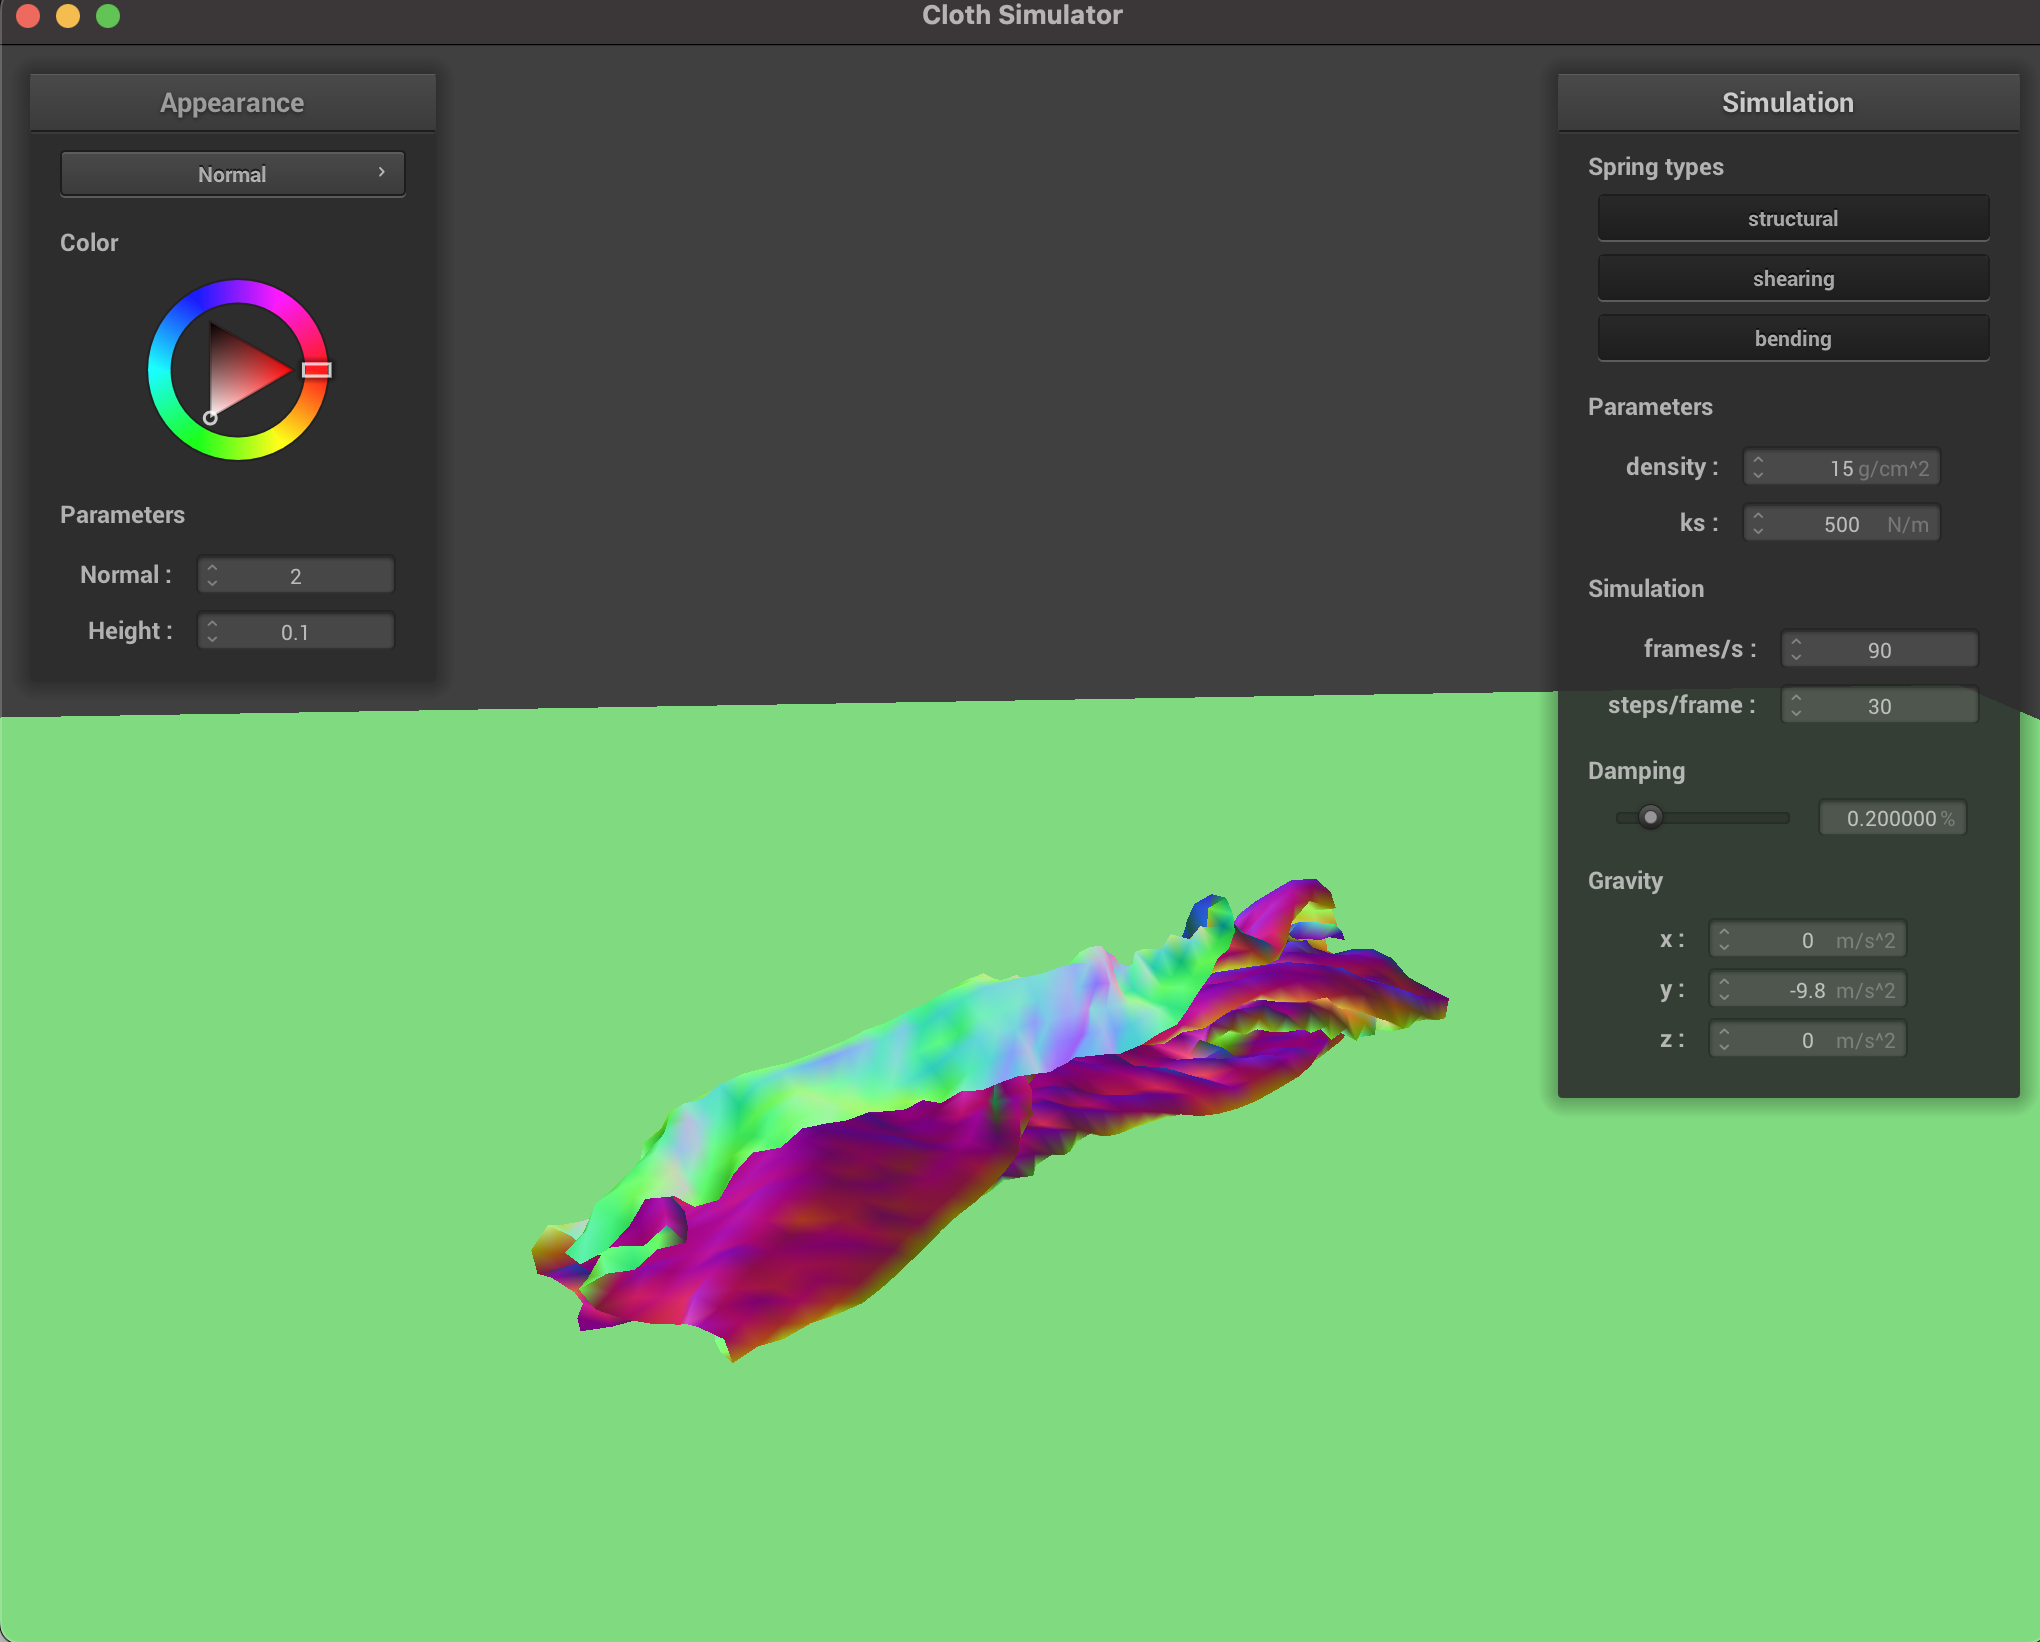 Cloth Simulator
Appearance
Normal
Color
Parameters
Normal : 2
Height : 0.1
Simulation
Spring types
structural
shearing
bending
Parameters
density : 15 g/cm^2
ks : 500 N/m
Simulation
frames/s : 90
steps/frame : 30
Damping
0.200000 %
Gravity
x : 0 m/s^2
y : -9.8 m/s^2
z : 0 m/s^2